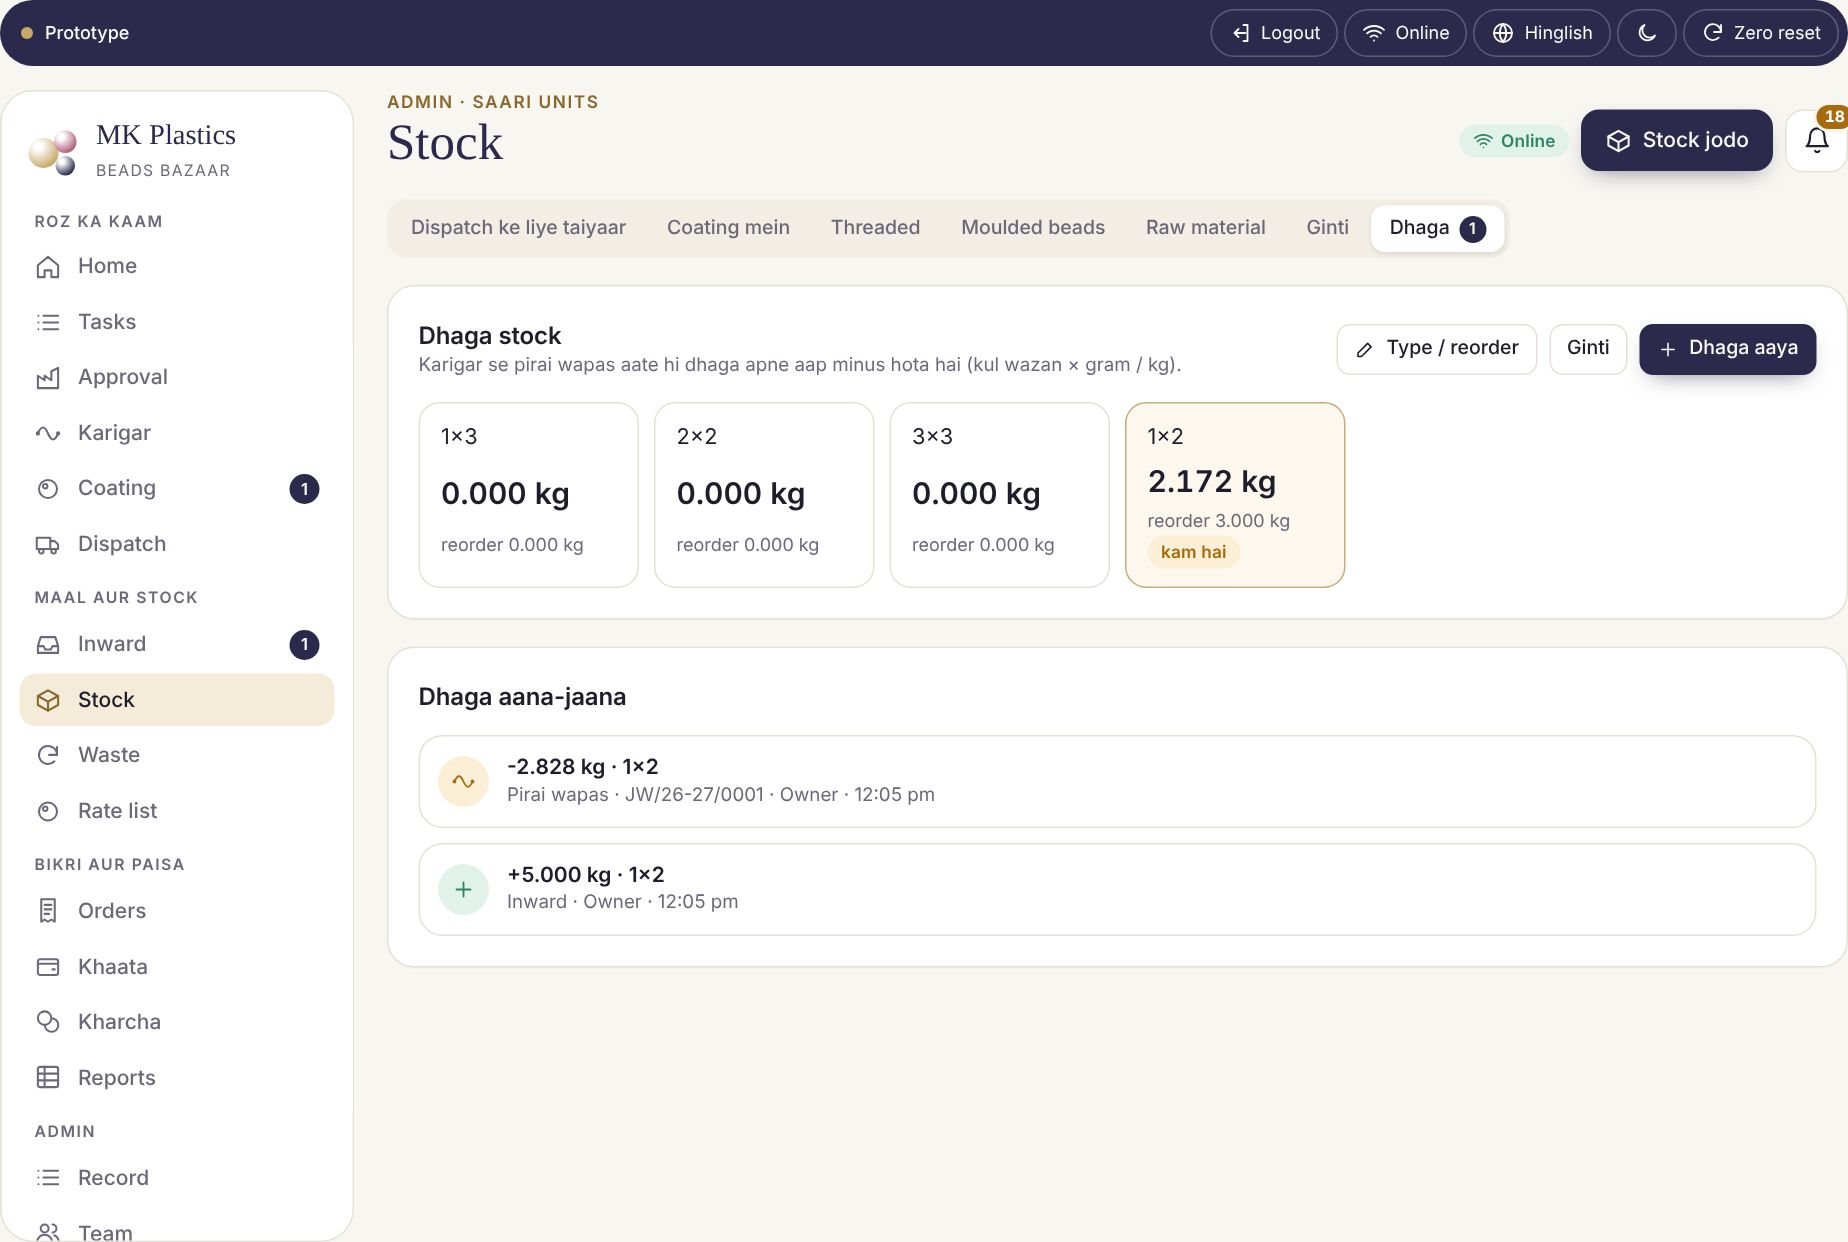 Prototype
Logout
Online
Hinglish
Zero reset
MK Plastics
BEADS BAZAAR
ROZ KA KAAM
Home
Tasks
Approval
Karigar
Coating 1
Dispatch
MAAL AUR STOCK
Inward 1
Stock
Waste
Rate list
BIKRI AUR PAISA
Orders
Khaata
Kharcha
Reports
ADMIN
Record
Team
ADMIN · SAARI UNITS
Stock
Online
Stock jodo
18
Dispatch ke liye taiyaar
Coating mein
Threaded
Moulded beads
Raw material
Ginti
Dhaga 1
Dhaga stock
Karigar se pirai wapas aate hi dhaga apne aap minus hota hai (kul wazan × gram / kg).
Type / reorder
Ginti
+ Dhaga aaya
1×3
0.000 kg
reorder 0.000 kg
2×2
0.000 kg
reorder 0.000 kg
3×3
0.000 kg
reorder 0.000 kg
1×2
2.172 kg
reorder 3.000 kg
kam hai
Dhaga aana-jaana
-2.828 kg · 1×2
Pirai wapas · JW/26-27/0001 · Owner · 12:05 pm
+5.000 kg · 1×2
Inward · Owner · 12:05 pm